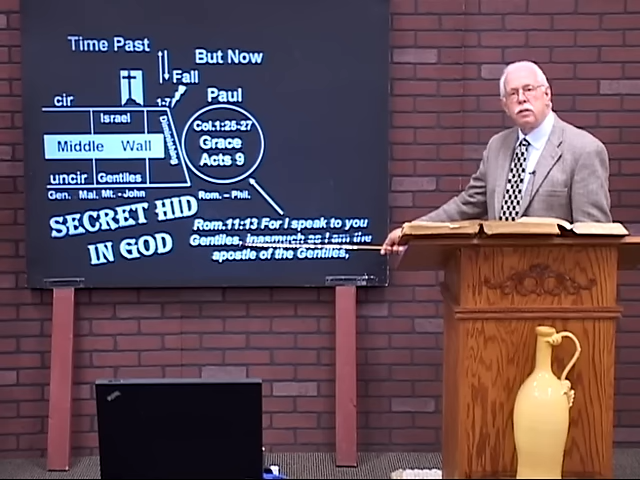 Time Past
But Now
Fall
Paul
cir
1-7
Israel
Diminishing
Col.1:25-27
Grace
Acts 9
Middle Wall
uncir Gentiles
Gen. Mal. Mt.- John
Rom. – Phil.
SECRET HID
IN GOD
Rom.11:13 For I speak to you
Gentiles, inasmuch as I am the
apostle of the Gentiles,